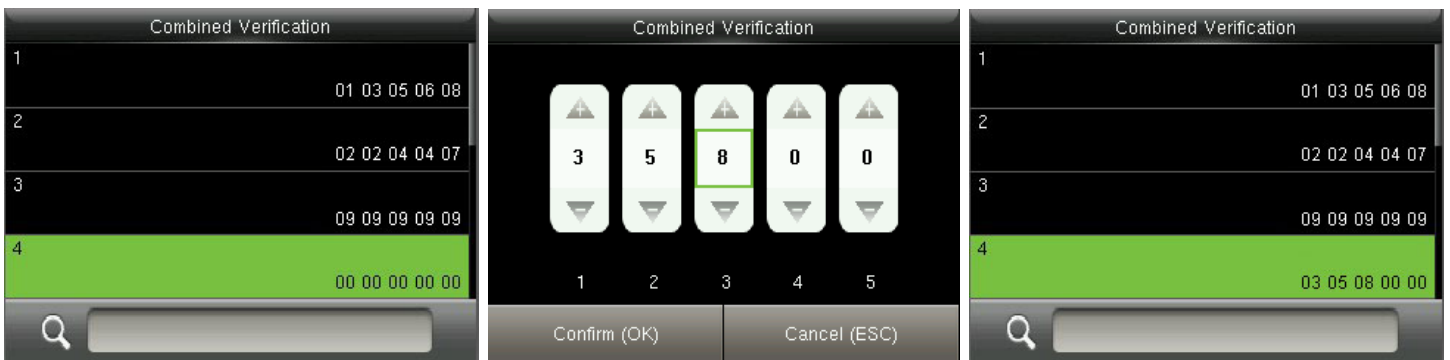 Combined Verification
1
01 03 05 06 08
2
02 02 04 04 07
3
09 09 09 09 09
4
00 00 00 00 00
Combined Verification
3 5 8 0 0
1 2 3 4 5
Confirm (OK) Cancel (ESC)
Combined Verification
1
01 03 05 06 08
2
02 02 04 04 07
3
09 09 09 09 09
4
03 05 08 00 00